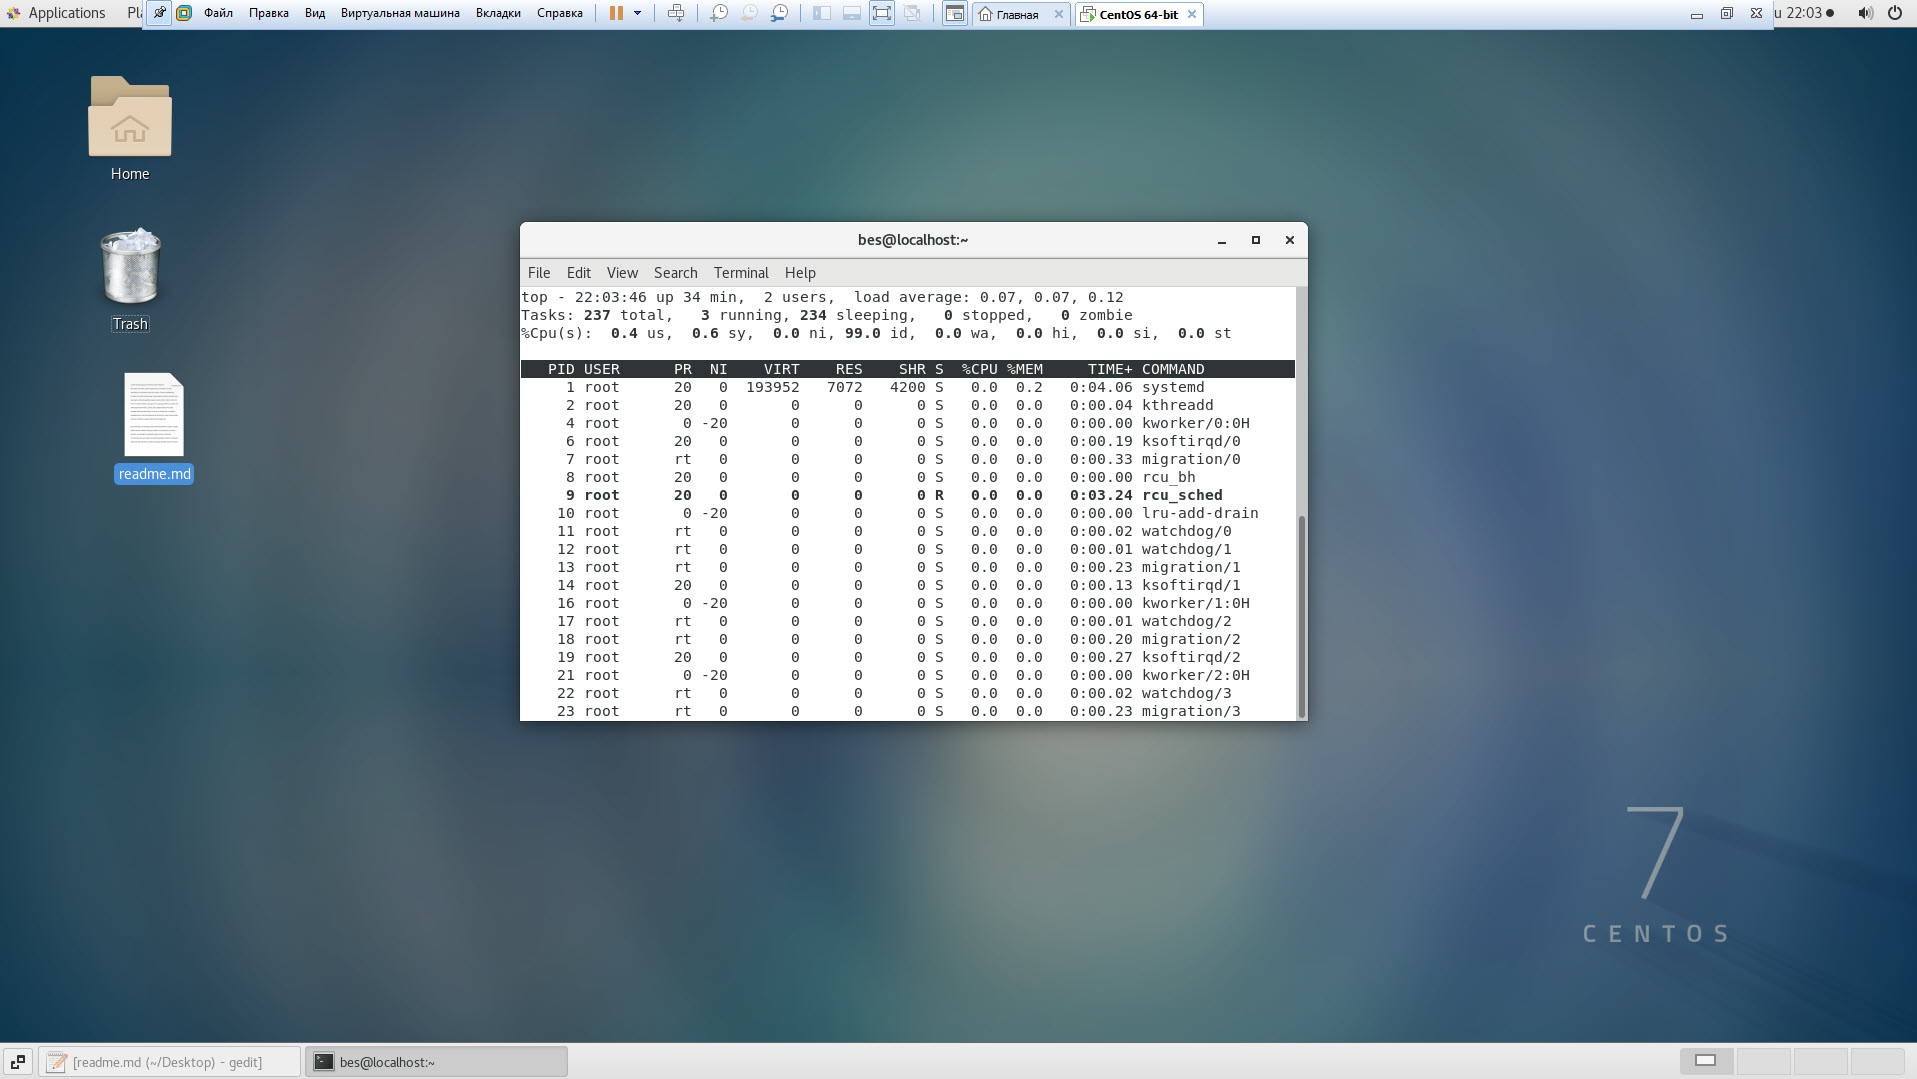 Applications Pl Файл Правка Вид Виртуальная машина Вкладки Справка Главная CentOS 64-bit u 22:03
Home
Trash
readme.md
bes@localhost:~
File Edit View Search Terminal Help
top - 22:03:46 up 34 min,  2 users,  load average: 0.07, 0.07, 0.12
Tasks: 237 total,   3 running, 234 sleeping,   0 stopped,   0 zombie
%Cpu(s):  0.4 us,  0.6 sy,  0.0 ni, 99.0 id,  0.0 wa,  0.0 hi,  0.0 si,  0.0 st
PID USER PR NI VIRT RES SHR S %CPU %MEM TIME+ COMMAND
1 root 20 0 193952 7072 4200 S 0.0 0.2 0:04.06 systemd
2 root 20 0 0 0 0 S 0.0 0.0 0:00.04 kthreadd
4 root 0 -20 0 0 0 S 0.0 0.0 0:00.00 kworker/0:0H
6 root 20 0 0 0 0 S 0.0 0.0 0:00.19 ksoftirqd/0
7 root rt 0 0 0 0 S 0.0 0.0 0:00.33 migration/0
8 root 20 0 0 0 0 S 0.0 0.0 0:00.00 rcu_bh
9 root 20 0 0 0 0 R 0.0 0.0 0:03.24 rcu_sched
10 root 0 -20 0 0 0 S 0.0 0.0 0:00.00 lru-add-drain
11 root rt 0 0 0 0 S 0.0 0.0 0:00.02 watchdog/0
12 root rt 0 0 0 0 S 0.0 0.0 0:00.01 watchdog/1
13 root rt 0 0 0 0 S 0.0 0.0 0:00.23 migration/1
14 root 20 0 0 0 0 S 0.0 0.0 0:00.13 ksoftirqd/1
16 root 0 -20 0 0 0 S 0.0 0.0 0:00.00 kworker/1:0H
17 root rt 0 0 0 0 S 0.0 0.0 0:00.01 watchdog/2
18 root rt 0 0 0 0 S 0.0 0.0 0:00.20 migration/2
19 root 20 0 0 0 0 S 0.0 0.0 0:00.27 ksoftirqd/2
21 root 0 -20 0 0 0 S 0.0 0.0 0:00.00 kworker/2:0H
22 root rt 0 0 0 0 S 0.0 0.0 0:00.02 watchdog/3
23 root rt 0 0 0 0 S 0.0 0.0 0:00.23 migration/3
7
CENTOS
[readme.md (~/Desktop) - gedit] bes@localhost:~